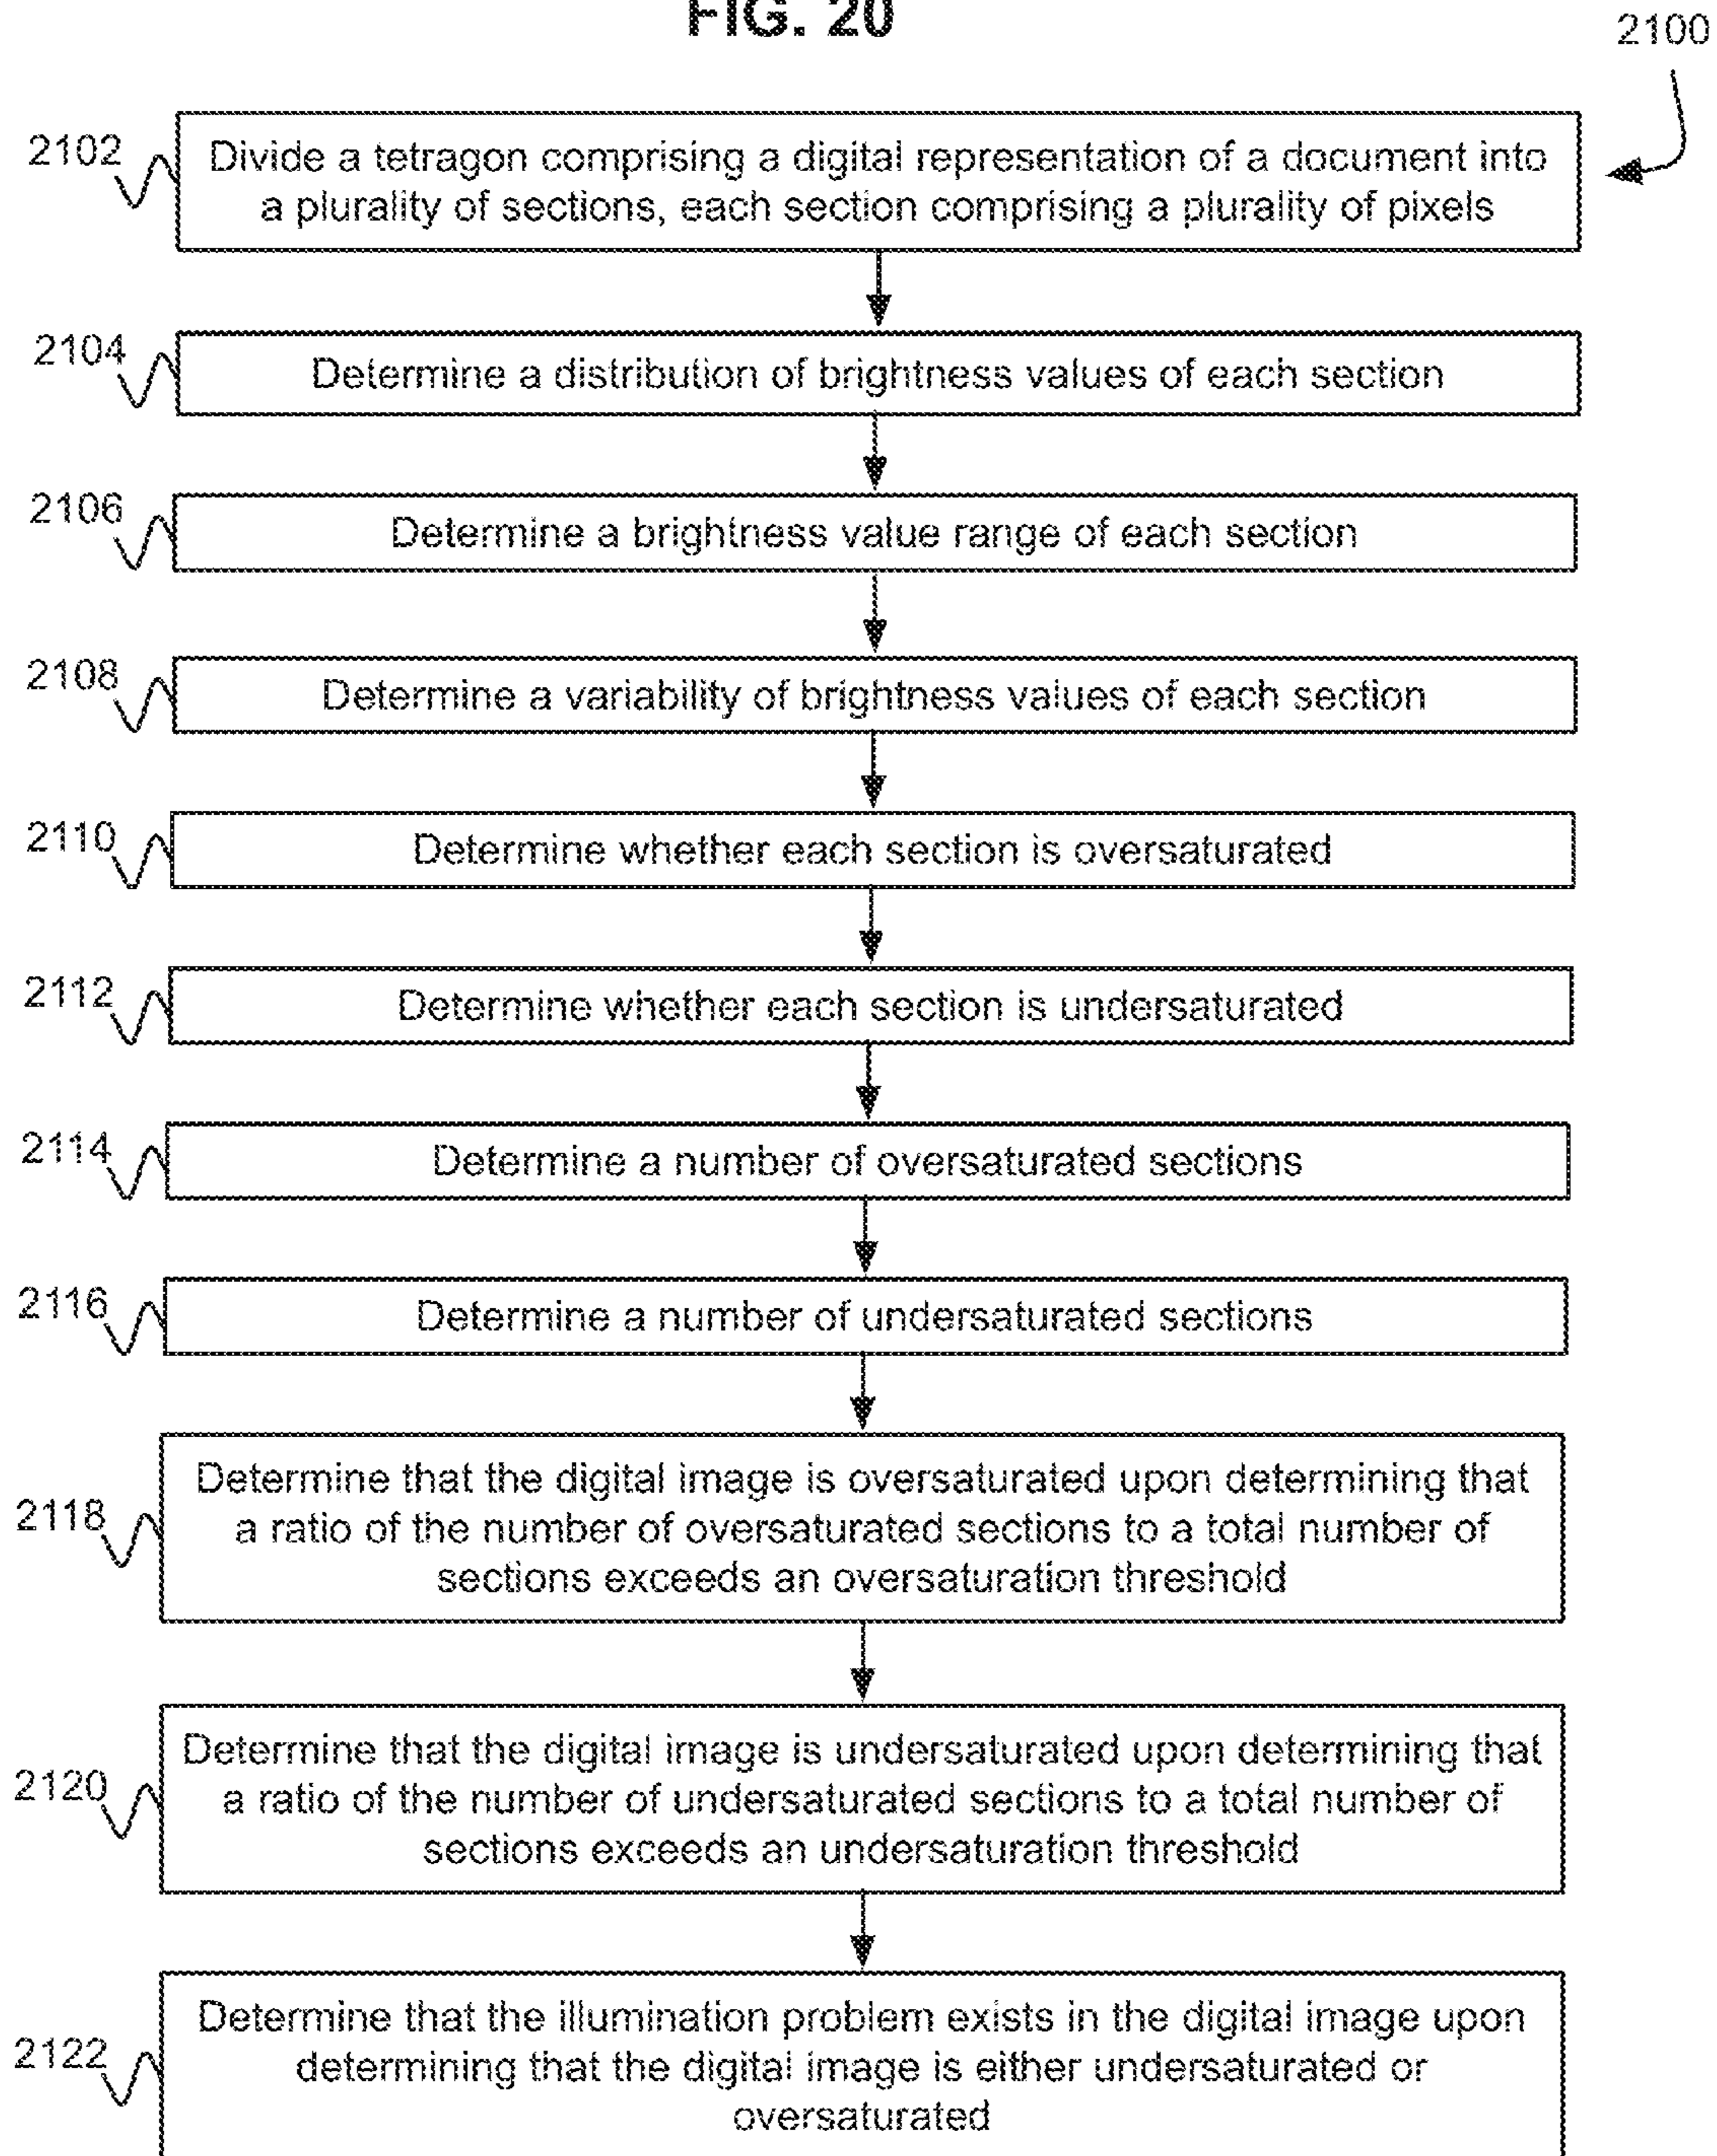 FIG. 20
2100
2102
Divide a tetragon comprising a digital representation of a document into
a plurality of sections, each section comprising a plurality of pixels
2104
Determine a distribution of brightness values of each section
2106
Determine a brightness value range of each section
2108
Determine a variability of brightness values of each section
2110
Determine whether each section is oversaturated
2112
Determine whether each section is undersaturated
2114
Determine a number of oversaturated sections
2116
Determine a number of undersaturated sections
2118
Determine that the digital image is oversaturated upon determining that
a ratio of the number of oversaturated sections to a total number of
sections exceeds an oversaturation threshold
2120
Determine that the digital image is undersaturated upon determining that
a ratio of the number of undersaturated sections to a total number of
sections exceeds an undersaturation threshold
2122
Determine that the illumination problem exists in the digital image upon
determining that the digital image is either undersaturated or
oversaturated